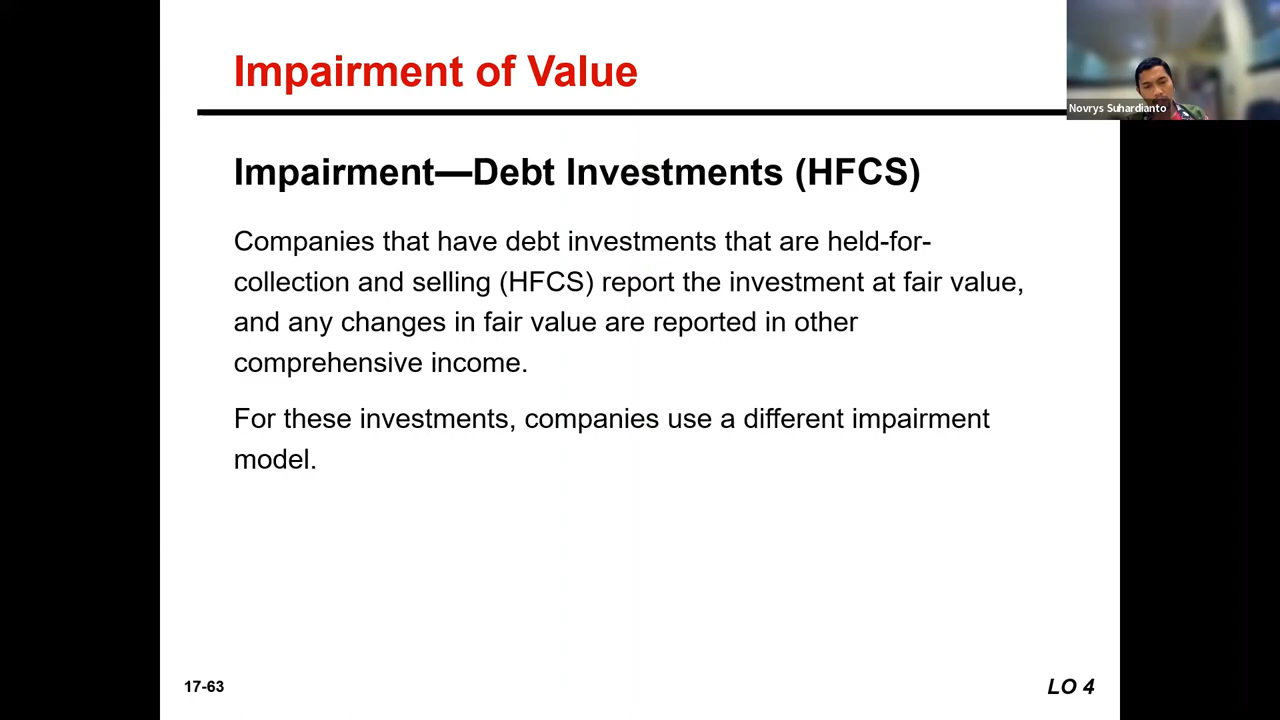 Impairment of Value
Novrys Suhardianto
Impairment—Debt Investments (HFCS)
Companies that have debt investments that are held-for-
collection and selling (HFCS) report the investment at fair value,
and any changes in fair value are reported in other
comprehensive income.
For these investments, companies use a different impairment
model.
17-63
LO 4